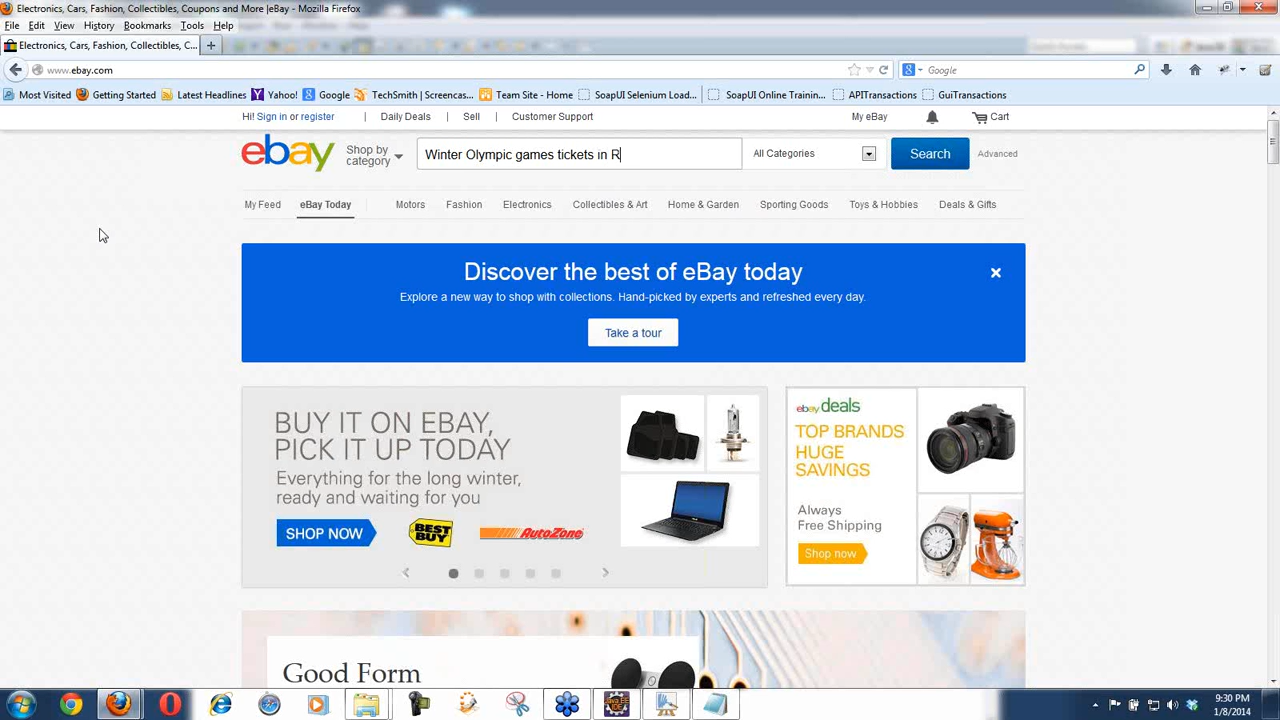 Electronics, Cars, Fashion, Collectibles, Coupons and More |eBay - Mozilla Firefox
File Edit View History Bookmarks Tools Help
Electronics, Cars, Fashion, Collectibles, C... +
www.ebay.com Google
Most Visited Getting Started Latest Headlines Yahoo! Google TechSmith | Screencas... Team Site - Home SoapUI Selenium Load... SoapUI Online Training... APITransactions GuiTransactions
Hi! Sign in or register Daily Deals Sell Customer Support My eBay Cart
ebay Shop by category Winter Olympic games tickets in R All Categories Search Advanced
My Feed eBay Today Motors Fashion Electronics Collectibles & Art Home & Garden Sporting Goods Toys & Hobbies Deals & Gifts
Discover the best of eBay today
Explore a new way to shop with collections. Hand-picked by experts and refreshed every day.
Take a tour
BUY IT ON EBAY,
PICK IT UP TODAY
Everything for the long winter,
ready and waiting for you
SHOP NOW BEST BUY AutoZone
ebay deals
TOP BRANDS
HUGE
SAVINGS
Always
Free Shipping
Shop now
Good Form
Java EE
IDE
9:30 PM
1/8/2014